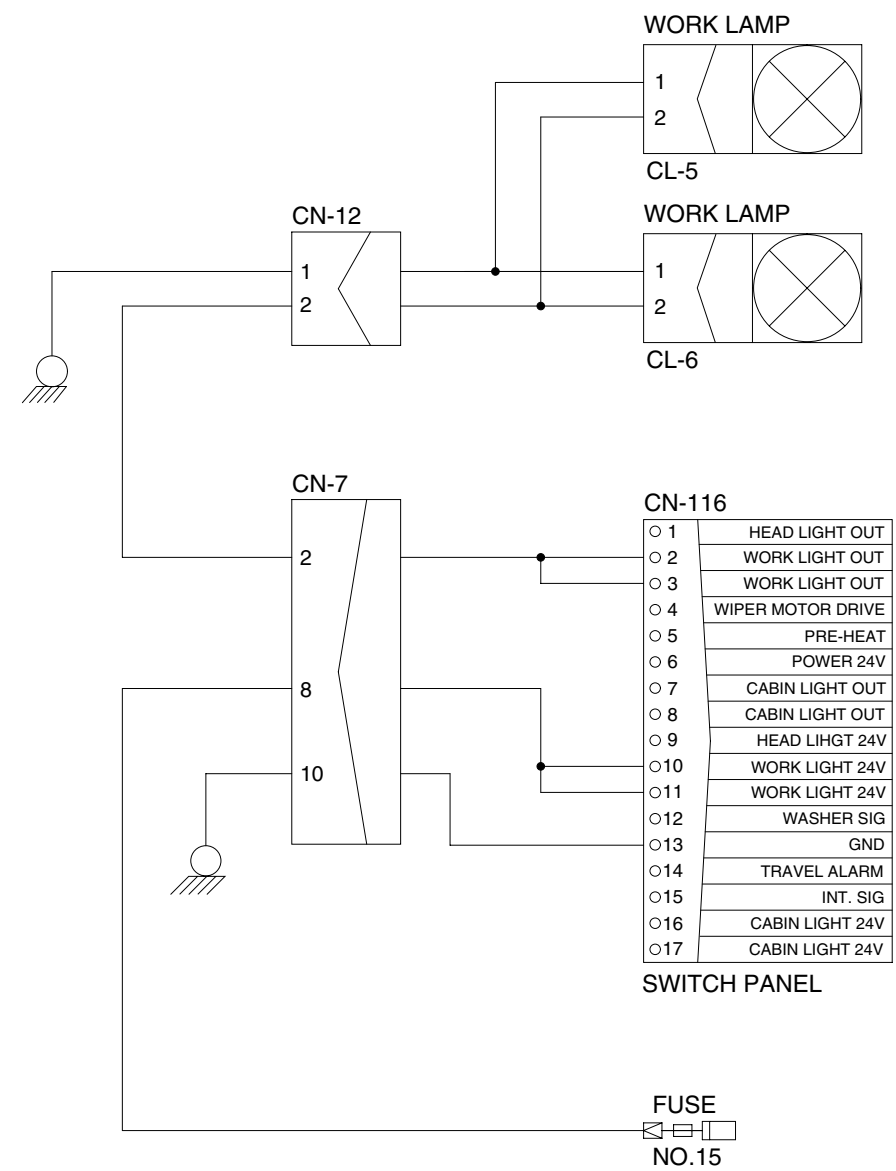 WORK LAMP
1
2
CL-5
CN-12
1
2
WORK LAMP
1
2
CL-6
CN-7
2
8
10
CN-116
1 HEAD LIGHT OUT
2 WORK LIGHT OUT
3 WORK LIGHT OUT
4 WIPER MOTOR DRIVE
5 PRE-HEAT
6 POWER 24V
7 CABIN LIGHT OUT
8 CABIN LIGHT OUT
9 HEAD LIHGT 24V
10 WORK LIGHT 24V
11 WORK LIGHT 24V
12 WASHER SIG
13 GND
14 TRAVEL ALARM
15 INT. SIG
16 CABIN LIGHT 24V
17 CABIN LIGHT 24V
SWITCH PANEL
FUSE
NO.15